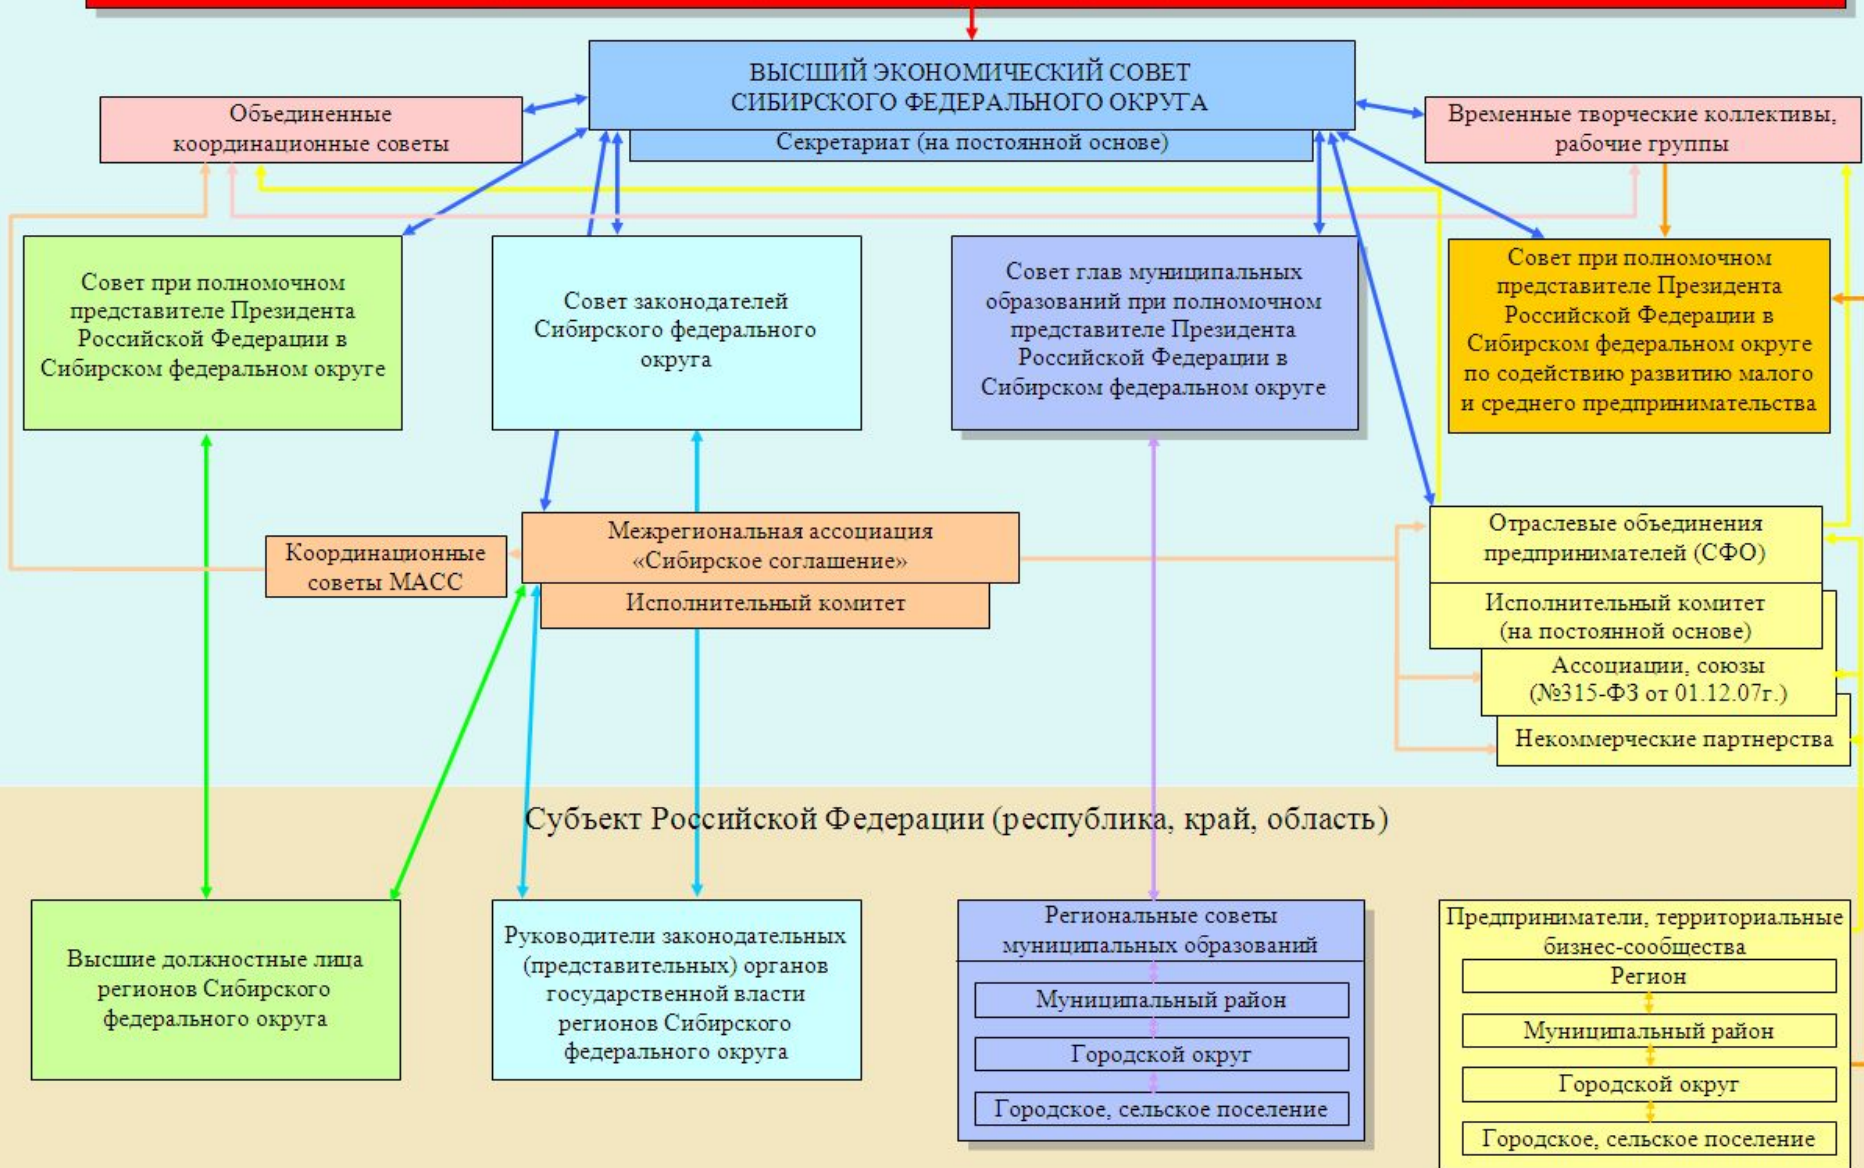 ВЫСШИЙ ЭКОНОМИЧЕСКИЙ СОВЕТ
СИБИРСКОГО ФЕДЕРАЛЬНОГО ОКРУГА
Секретариат (на постоянной основе)
Объединенные
координационные советы
Временные творческие коллективы,
рабочие группы
Совет при полномочном
представителе Президента
Российской Федерации в
Сибирском федеральном округе
Совет законодателей
Сибирского федерального
округа
Совет глав муниципальных
образований при полномочном
представителе Президента
Российской Федерации в
Сибирском федеральном округе
Совет при полномочном
представителе Президента
Российской Федерации в
Сибирском федеральном округе
по содействию развитию малого
и среднего предпринимательства
Координационные
советы МАСС
Межрегиональная ассоциация
«Сибирское соглашение»
Исполнительный комитет
Отраслевые объединения
предпринимателей (СФО)
Исполнительный комитет
(на постоянной основе)
Ассоциации, союзы
(№315-ФЗ от 01.12.07г.)
Некоммерческие партнерства
Субъект Российской Федерации (республика, край, область)
Высшие должностные лица
регионов Сибирского
федерального округа
Руководители законодательных
(представительных) органов
государственной власти
регионов Сибирского
федерального округа
Региональные советы
муниципальных образований
Муниципальный район
Городской округ
Городское, сельское поселение
Предприниматели, территориальные
бизнес-сообщества
Регион
Муниципальный район
Городской округ
Городское, сельское поселение